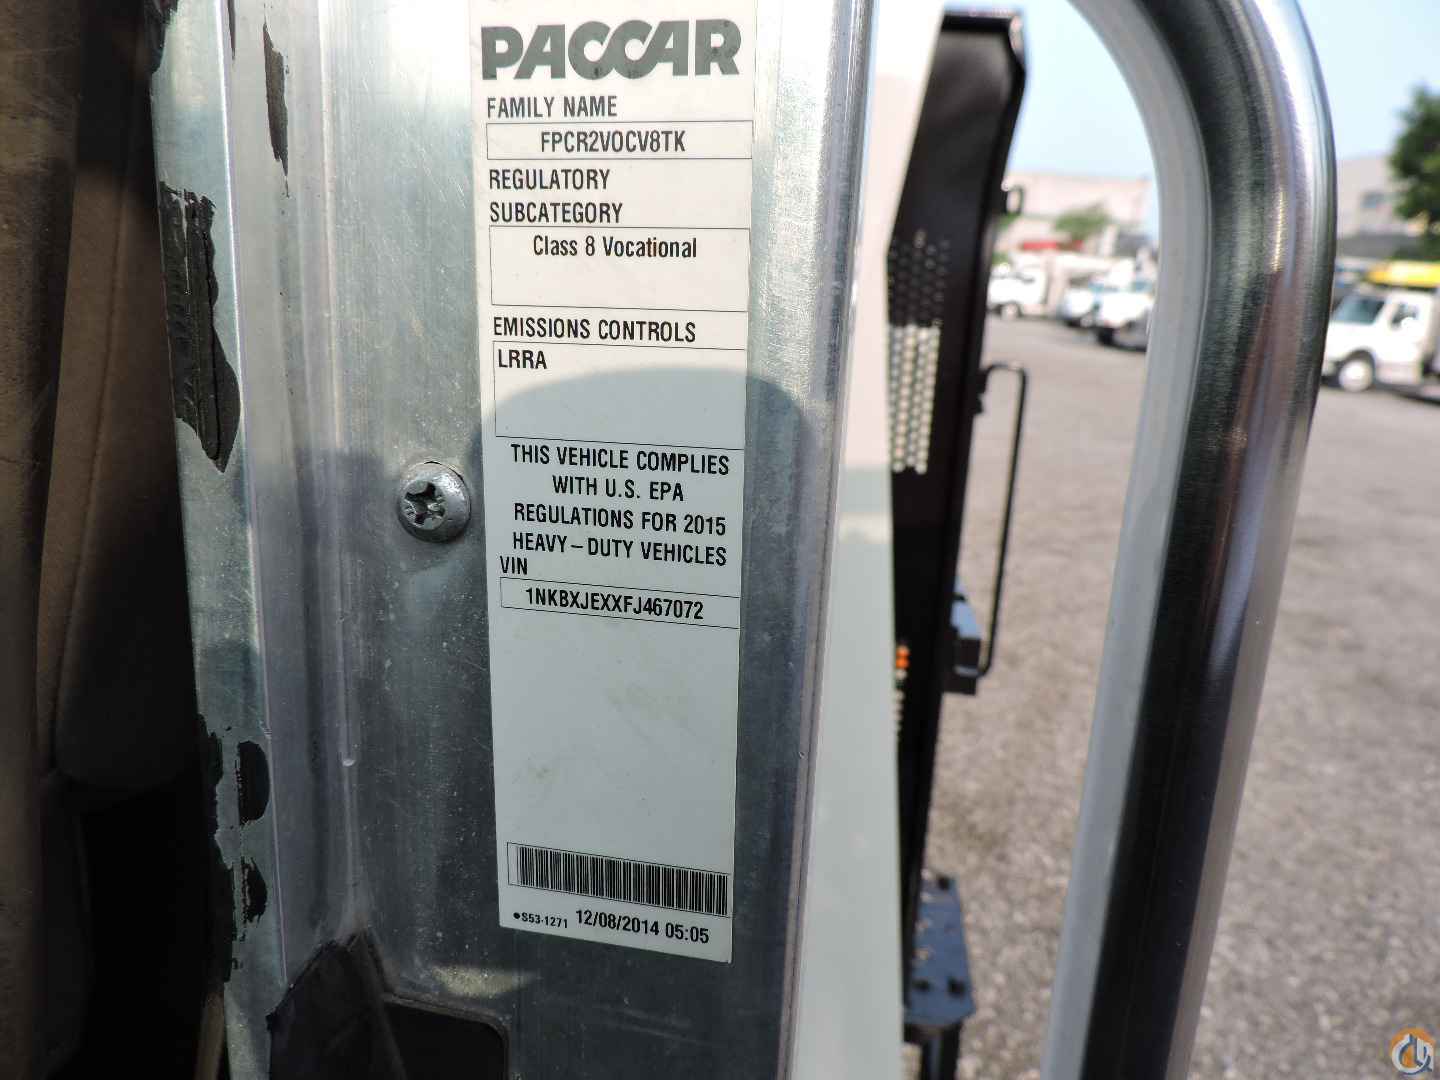 PACCAR
FAMILY NAME
FPCR2VOCV8TK
REGULATORY
SUBCATEGORY
Class 8 Vocational
EMISSIONS CONTROLS
LRRA
THIS VEHICLE COMPLIES
WITH U.S. EPA
REGULATIONS FOR 2015
HEAVY-DUTY VEHICLES
VIN
1NKBXJEXXFJ467072
•S53-1271 12/08/2014 05:05